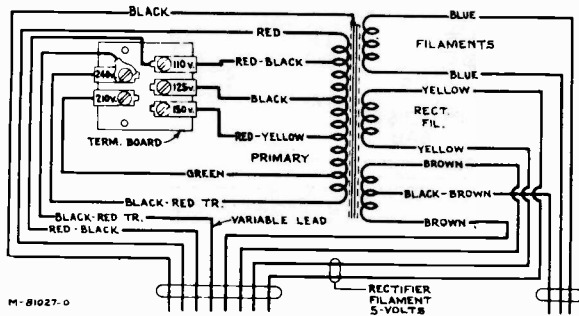 BLACK
RED
BLUE
FILAMENTS
110 v.
RED-BLACK
240v.
BLUE
125v.
BLACK
YELLOW
210v.
150v.
RED-YELLOW
RECT.
FIL.
TERM. BOARD
PRIMARY
YELLOW
BROWN
GREEN
BLACK-BROWN
BLACK-RED TR.
BLACK-RED TR.
VARIABLE LEAD
BROWN
RED-BLACK
M-81027-0
RECTIFIER
FILAMENT
5-VOLTS